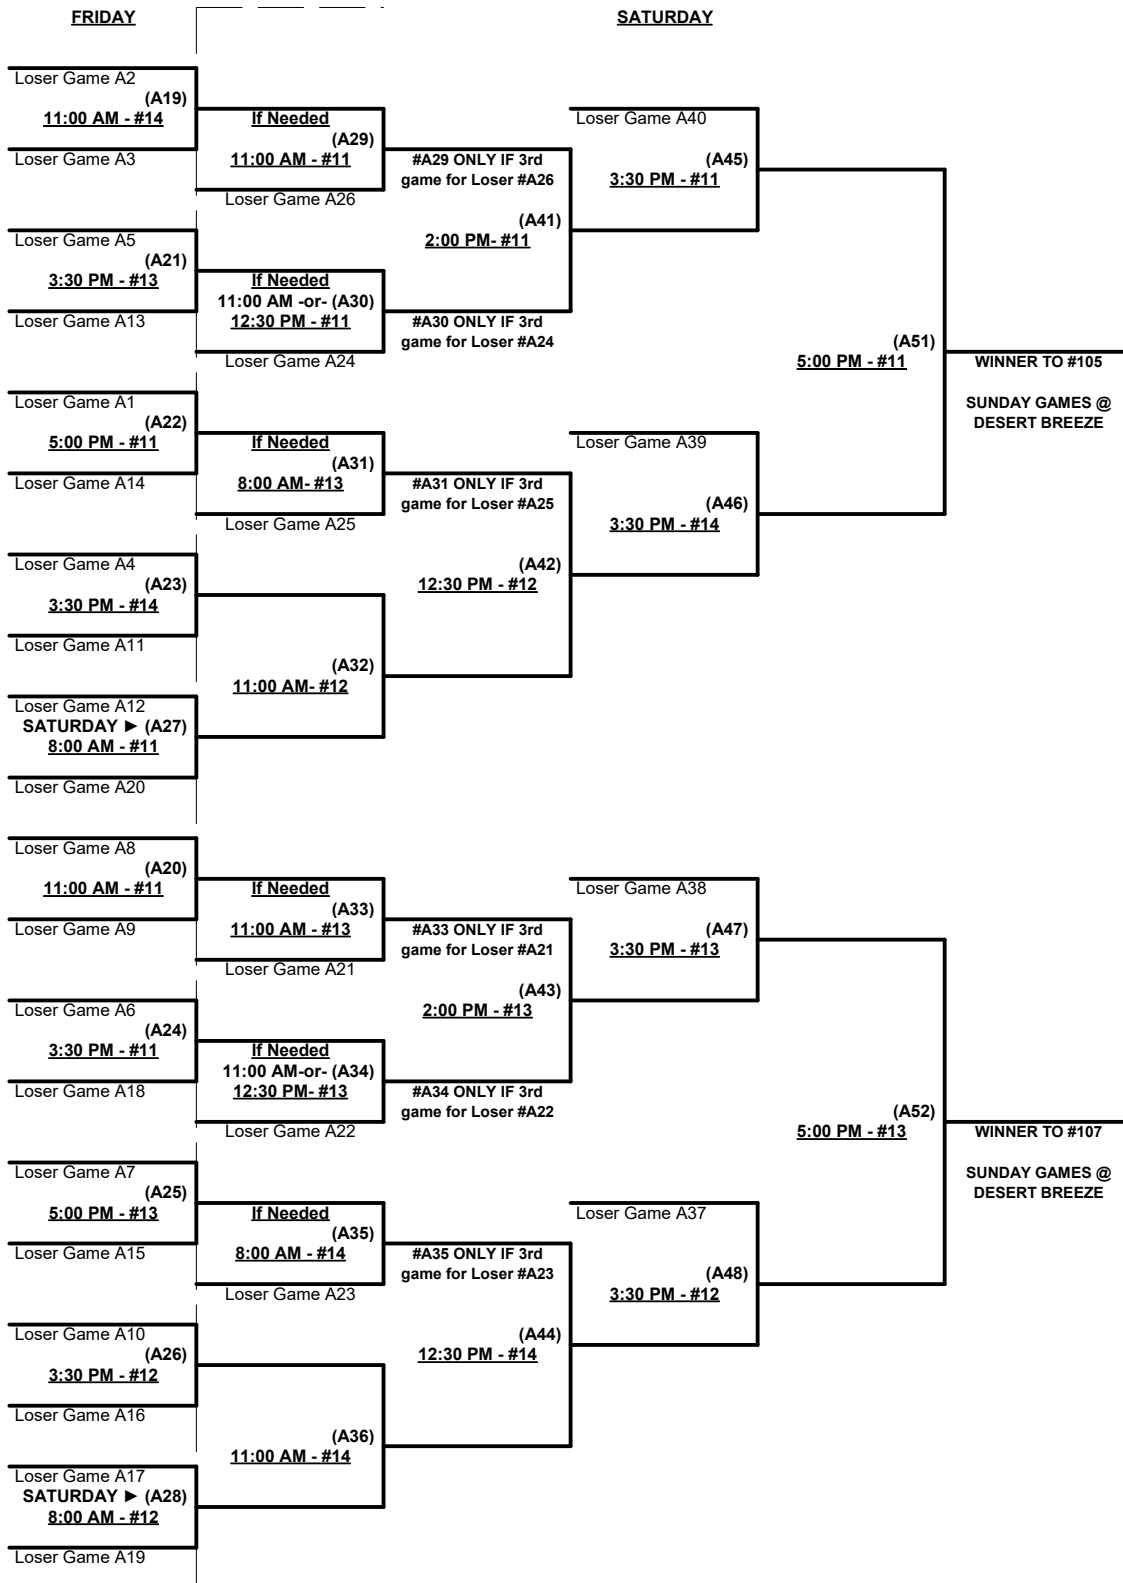 FRIDAY
SATURDAY
Loser Game A2
(A19)
11:00 AM - #14
Loser Game A3
If Needed
(A29)
11:00 AM - #11
Loser Game A26
#A29 ONLY IF 3rd
game for Loser #A26
Loser Game A40
(A45)
3:30 PM - #11
Loser Game A5
(A21)
3:30 PM - #13
Loser Game A13
(A41)
2:00 PM- #11
If Needed
11:00 AM -or- (A30)
12:30 PM - #11
Loser Game A24
#A30 ONLY IF 3rd
game for Loser #A24
(A51)
5:00 PM - #11
WINNER TO #105
SUNDAY GAMES @
DESERT BREEZE
Loser Game A1
(A22)
5:00 PM - #11
Loser Game A14
If Needed
(A31)
8:00 AM- #13
Loser Game A25
#A31 ONLY IF 3rd
game for Loser #A25
Loser Game A39
(A46)
3:30 PM - #14
Loser Game A4
(A23)
3:30 PM - #14
Loser Game A11
(A42)
12:30 PM - #12
(A32)
11:00 AM- #12
Loser Game A12
SATURDAY ► (A27)
8:00 AM - #11
Loser Game A20
Loser Game A8
(A20)
11:00 AM - #11
Loser Game A9
If Needed
(A33)
11:00 AM - #13
Loser Game A21
#A33 ONLY IF 3rd
game for Loser #A21
Loser Game A38
(A47)
3:30 PM - #13
Loser Game A6
(A24)
3:30 PM - #11
Loser Game A18
(A43)
2:00 PM - #13
If Needed
11:00 AM-or- (A34)
12:30 PM- #13
Loser Game A22
#A34 ONLY IF 3rd
game for Loser #A22
(A52)
5:00 PM - #13
WINNER TO #107
SUNDAY GAMES @
DESERT BREEZE
Loser Game A7
(A25)
5:00 PM - #13
Loser Game A15
If Needed
(A35)
8:00 AM - #14
Loser Game A23
#A35 ONLY IF 3rd
game for Loser #A23
Loser Game A37
(A48)
3:30 PM - #12
Loser Game A10
(A26)
3:30 PM - #12
Loser Game A16
(A44)
12:30 PM - #14
(A36)
11:00 AM - #14
Loser Game A17
SATURDAY ► (A28)
8:00 AM - #12
Loser Game A19